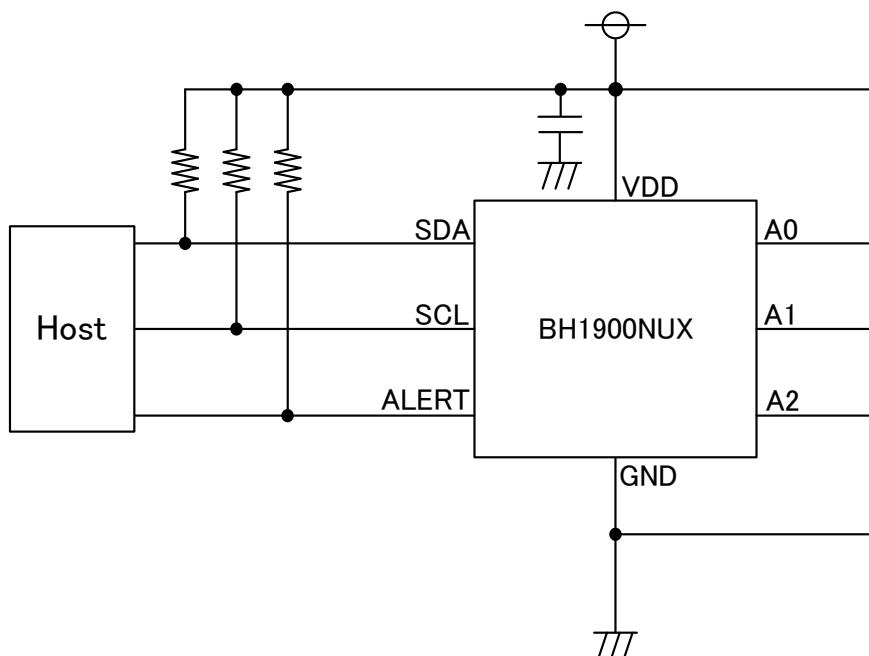 VDD
SDA
A0
Host
SCL
BH1900NUX
A1
ALERT
A2
GND